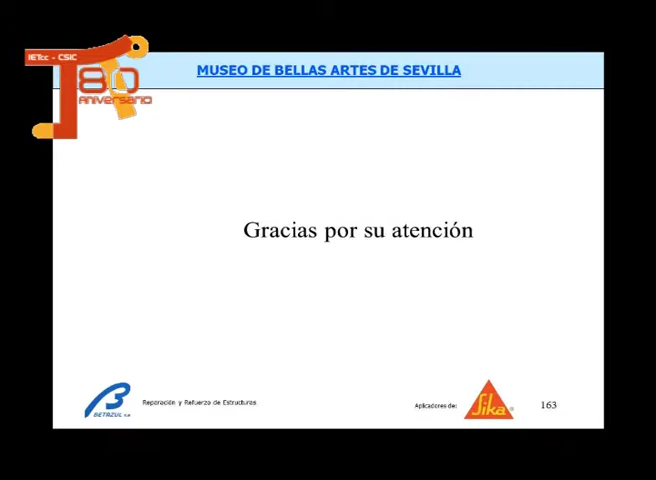 IETcc - CSIC
80
Aniversario
MUSEO DE BELLAS ARTES DE SEVILLA
Gracias por su atención
BETAZUL s.a
Reparación y Refuerzo de Estructuras
Aplicadores de:
Sika®
163